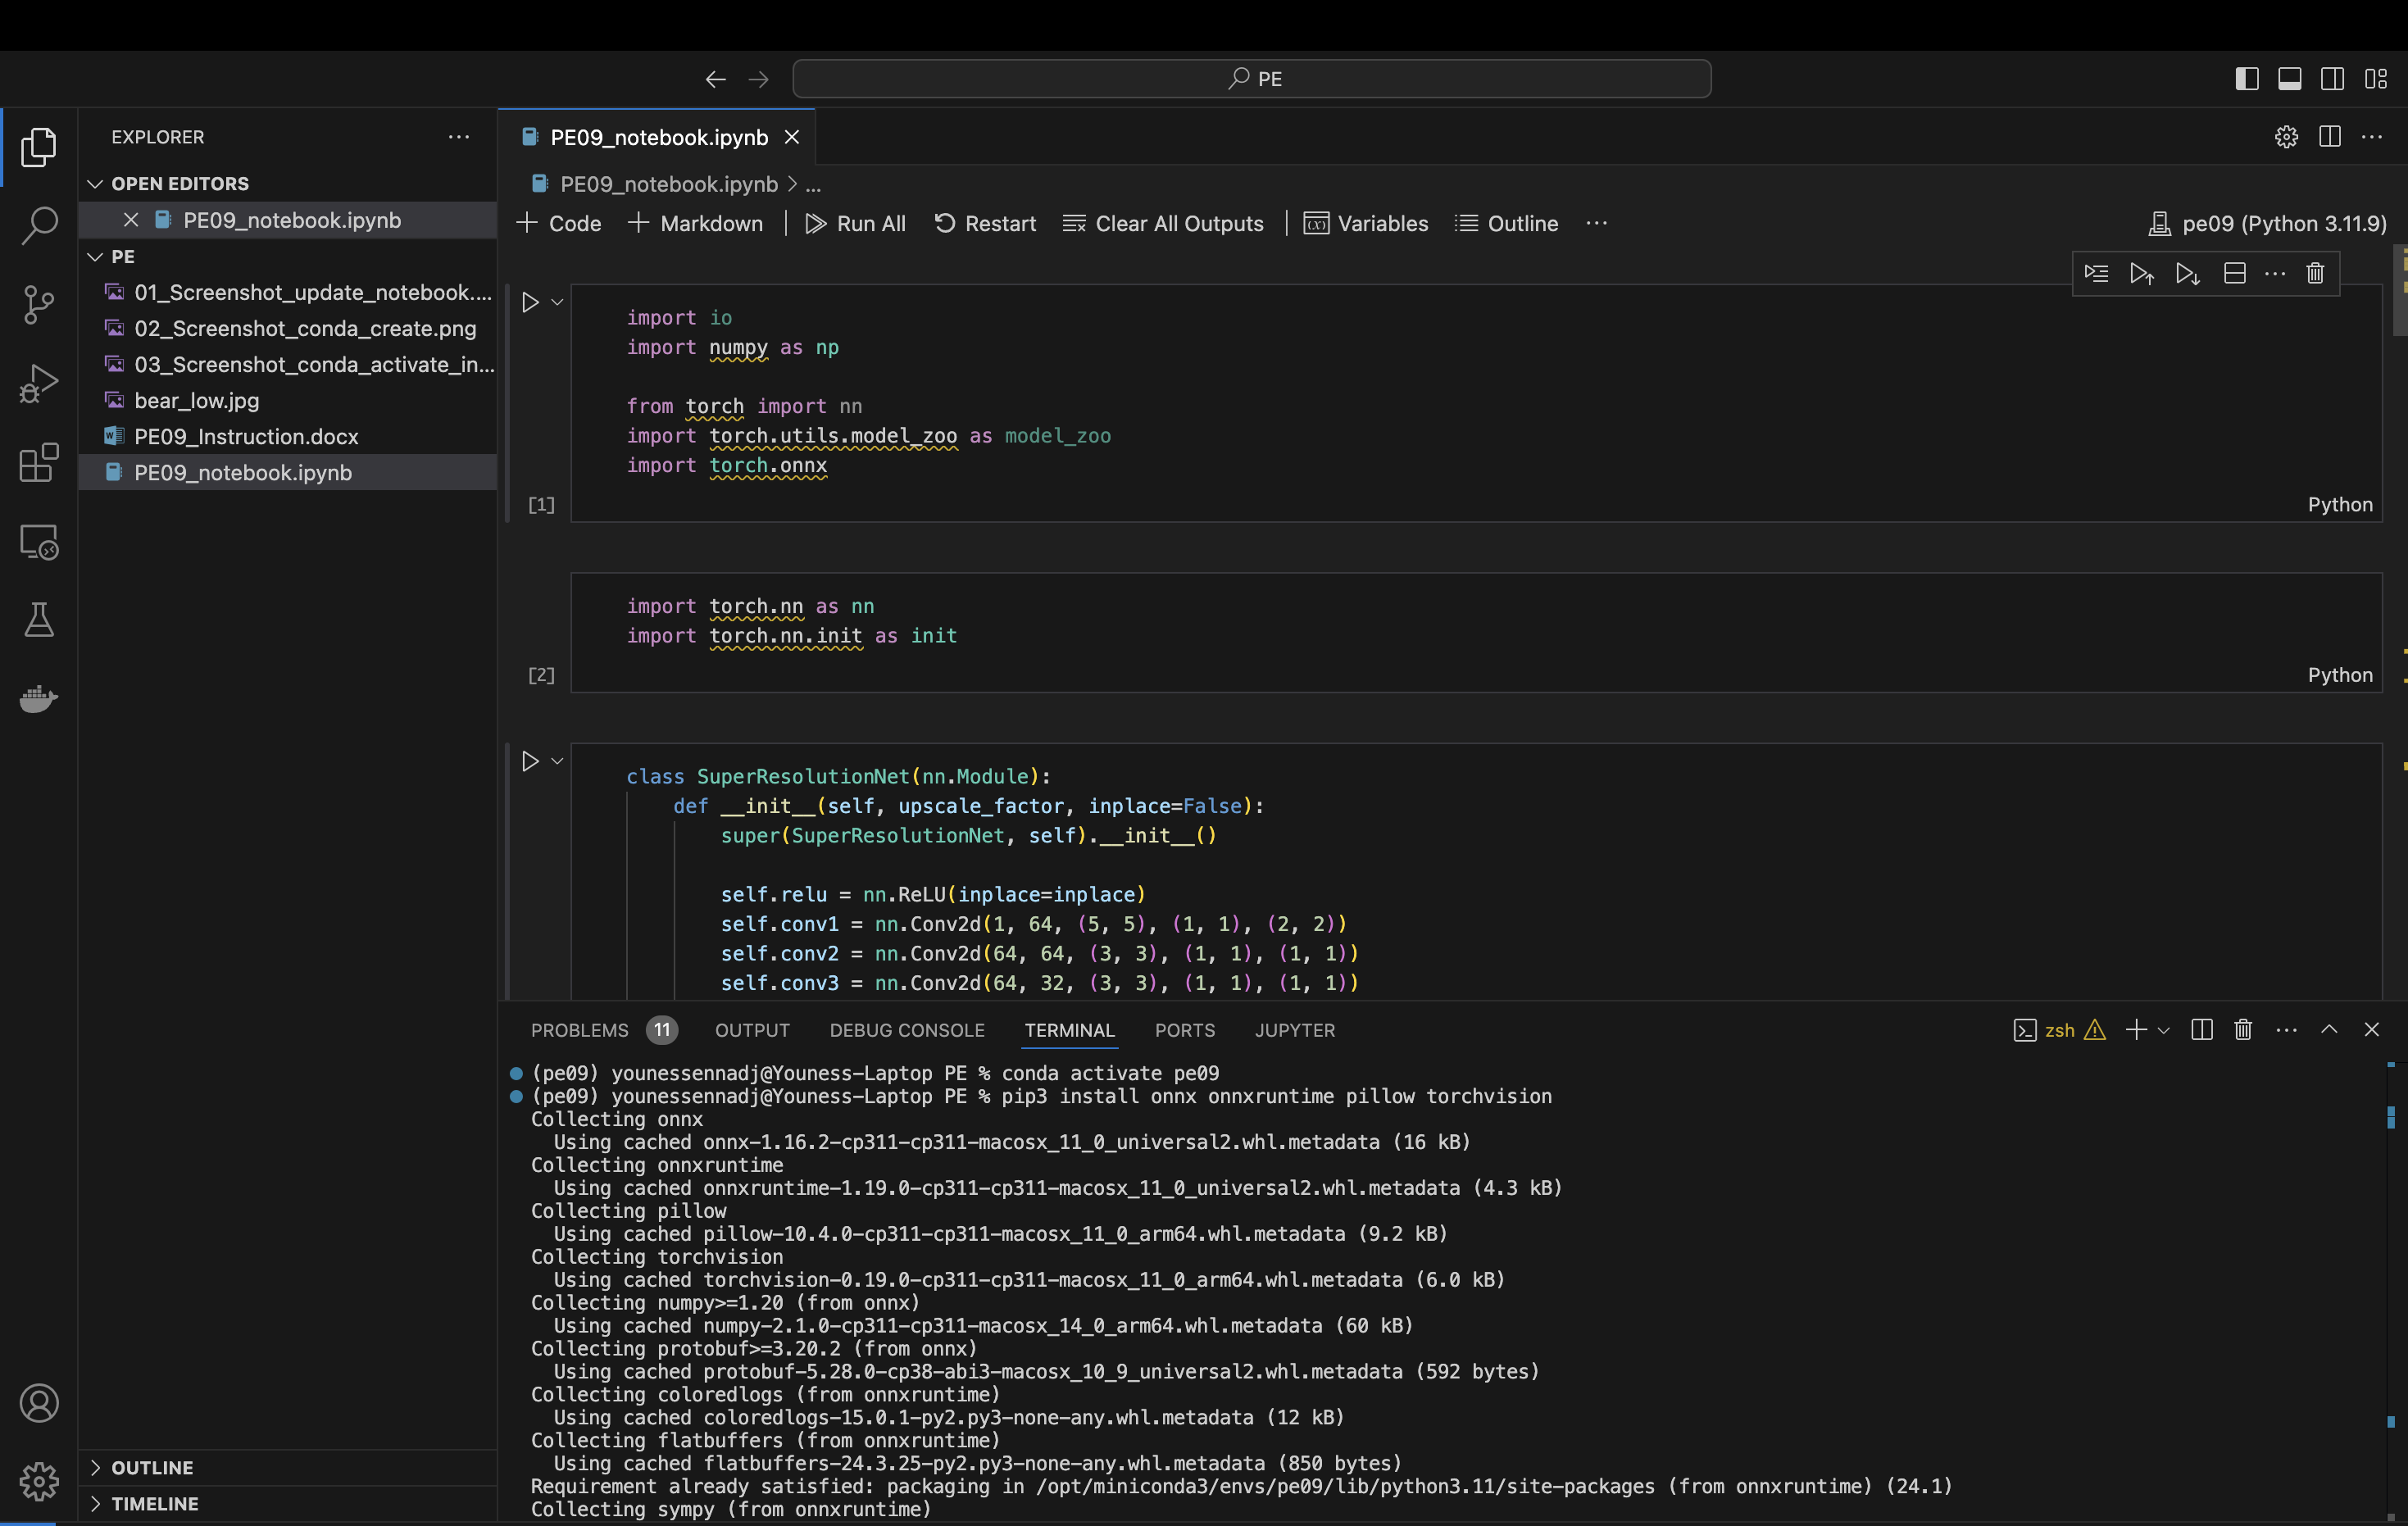 PE
EXPLORER
OPEN EDITORS
PE09_notebook.ipynb
PE
01_Screenshot_update_notebook....
02_Screenshot_conda_create.png
03_Screenshot_conda_activate_in...
bear_low.jpg
PE09_Instruction.docx
PE09_notebook.ipynb
OUTLINE
TIMELINE
PE09_notebook.ipynb
PE09_notebook.ipynb > ...
+ Code + Markdown | Run All Restart Clear All Outputs | (x) Variables Outline ...
pe09 (Python 3.11.9)
import io
import numpy as np
from torch import nn
import torch.utils.model_zoo as model_zoo
import torch.onnx
[1]
Python
import torch.nn as nn
import torch.nn.init as init
[2]
Python
class SuperResolutionNet(nn.Module):
def __init__(self, upscale_factor, inplace=False):
super(SuperResolutionNet, self).__init__()
self.relu = nn.ReLU(inplace=inplace)
self.conv1 = nn.Conv2d(1, 64, (5, 5), (1, 1), (2, 2))
self.conv2 = nn.Conv2d(64, 64, (3, 3), (1, 1), (1, 1))
self.conv3 = nn.Conv2d(64, 32, (3, 3), (1, 1), (1, 1))
PROBLEMS 11 OUTPUT DEBUG CONSOLE TERMINAL PORTS JUPYTER
zsh
(pe09) younessennadj@Youness-Laptop PE % conda activate pe09
(pe09) younessennadj@Youness-Laptop PE % pip3 install onnx onnxruntime pillow torchvision
Collecting onnx
Using cached onnx-1.16.2-cp311-cp311-macosx_11_0_universal2.whl.metadata (16 kB)
Collecting onnxruntime
Using cached onnxruntime-1.19.0-cp311-cp311-macosx_11_0_universal2.whl.metadata (4.3 kB)
Collecting pillow
Using cached pillow-10.4.0-cp311-cp311-macosx_11_0_arm64.whl.metadata (9.2 kB)
Collecting torchvision
Using cached torchvision-0.19.0-cp311-cp311-macosx_11_0_arm64.whl.metadata (6.0 kB)
Collecting numpy>=1.20 (from onnx)
Using cached numpy-2.1.0-cp311-cp311-macosx_14_0_arm64.whl.metadata (60 kB)
Collecting protobuf>=3.20.2 (from onnx)
Using cached protobuf-5.28.0-cp38-abi3-macosx_10_9_universal2.whl.metadata (592 bytes)
Collecting coloredlogs (from onnxruntime)
Using cached coloredlogs-15.0.1-py2.py3-none-any.whl.metadata (12 kB)
Collecting flatbuffers (from onnxruntime)
Using cached flatbuffers-24.3.25-py2.py3-none-any.whl.metadata (850 bytes)
Requirement already satisfied: packaging in /opt/miniconda3/envs/pe09/lib/python3.11/site-packages (from onnxruntime) (24.1)
Collecting sympy (from onnxruntime)